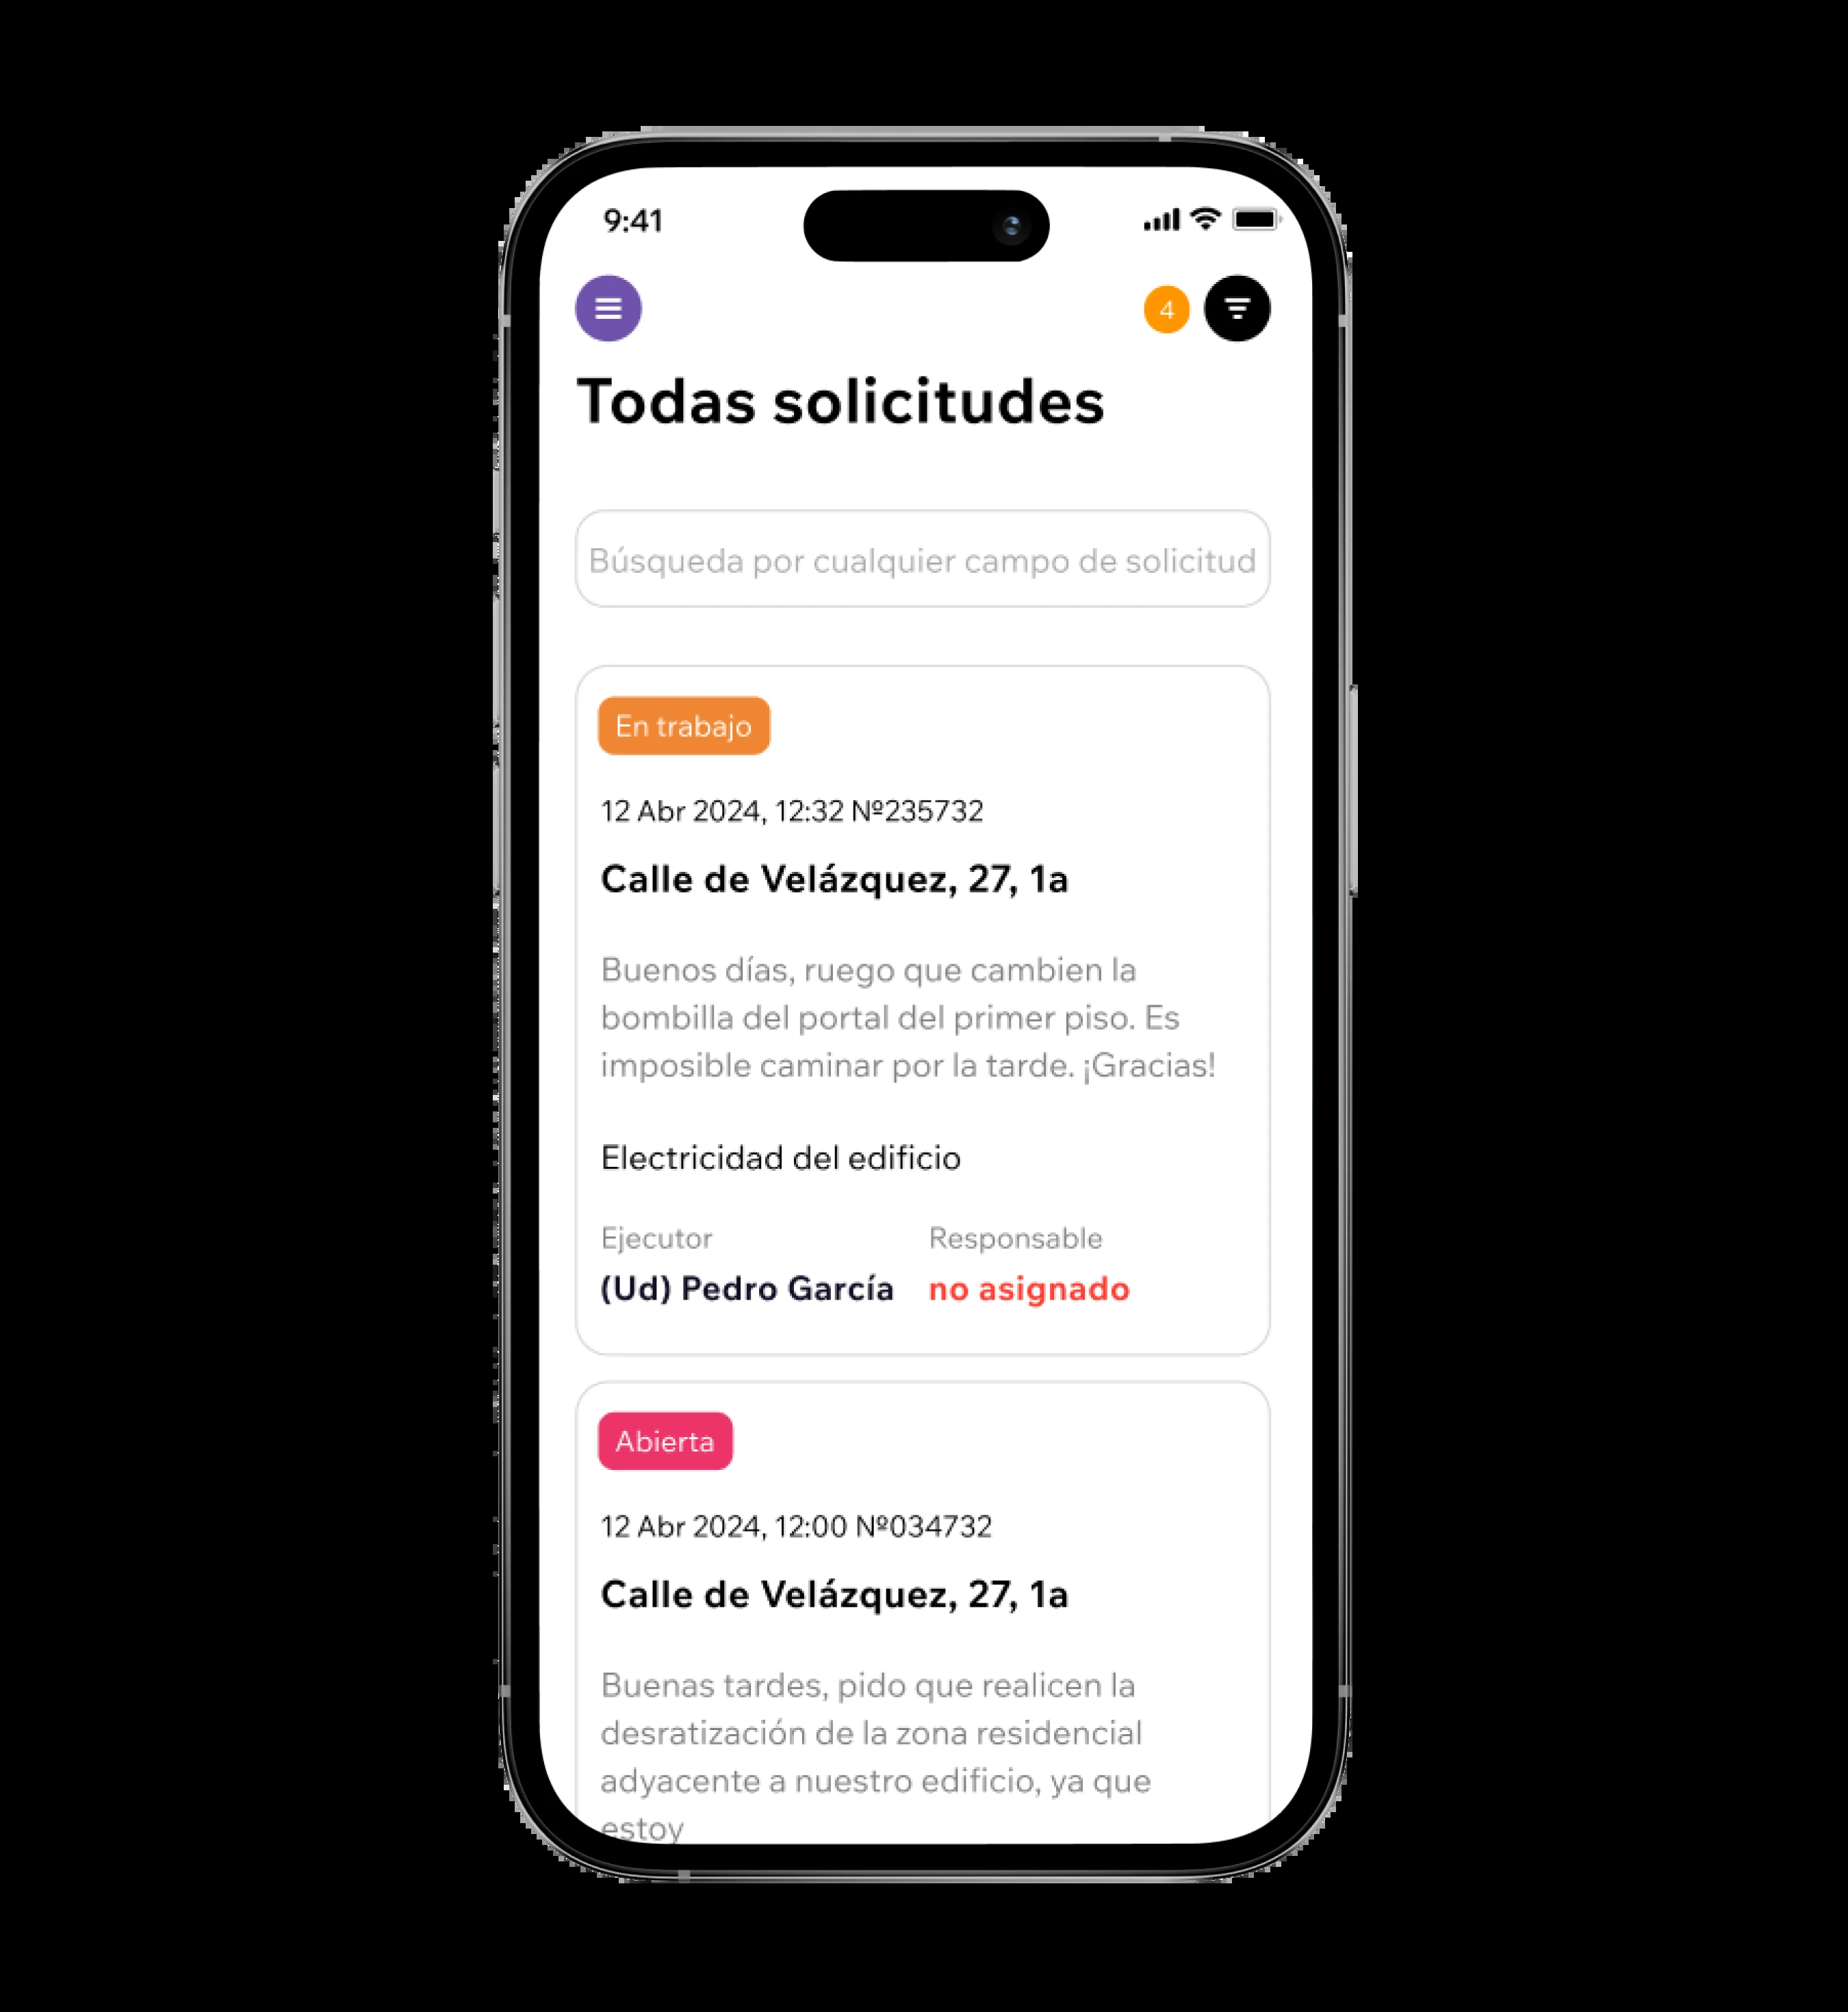 9:41
4
Todas solicitudes
Búsqueda por cualquier campo de solicitud
En trabajo
12 Abr 2024, 12:32 Nº235732
Calle de Velázquez, 27, 1a
Buenos días, ruego que cambien la
bombilla del portal del primer piso. Es
imposible caminar por la tarde. ¡Gracias!
Electricidad del edificio
Ejecutor Responsable
(Ud) Pedro García no asignado
Abierta
12 Abr 2024, 12:00 Nº034732
Calle de Velázquez, 27, 1a
Buenas tardes, pido que realicen la
desratización de la zona residencial
adyacente a nuestro edificio, ya que
estoy